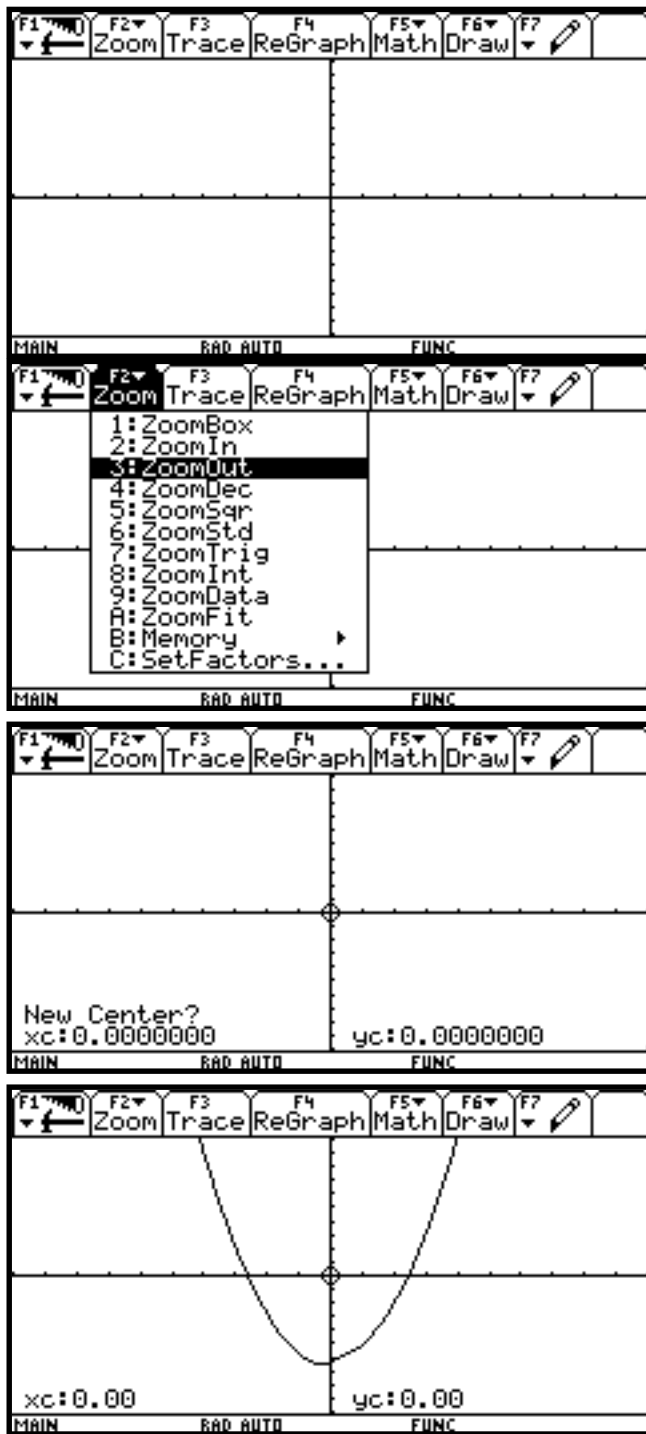 F1 F2 F3 F4 F5 F6 F7
Zoom Trace ReGraph Math Draw
MAIN RAD AUTO FUNC
F1 F2 F3 F4 F5 F6 F7
Zoom Trace ReGraph Math Draw
1:ZoomBox
2:ZoomIn
3:ZoomOut
4:ZoomDec
5:ZoomSqr
6:ZoomStd
7:ZoomTrig
8:ZoomInt
9:ZoomData
A:ZoomFit
B:Memory
C:SetFactors...
MAIN RAD AUTO FUNC
F1 F2 F3 F4 F5 F6 F7
Zoom Trace ReGraph Math Draw
New Center?
xc:0.0000000 yc:0.0000000
MAIN RAD AUTO FUNC
F1 F2 F3 F4 F5 F6 F7
Zoom Trace ReGraph Math Draw
xc:0.00 yc:0.00
MAIN RAD AUTO FUNC